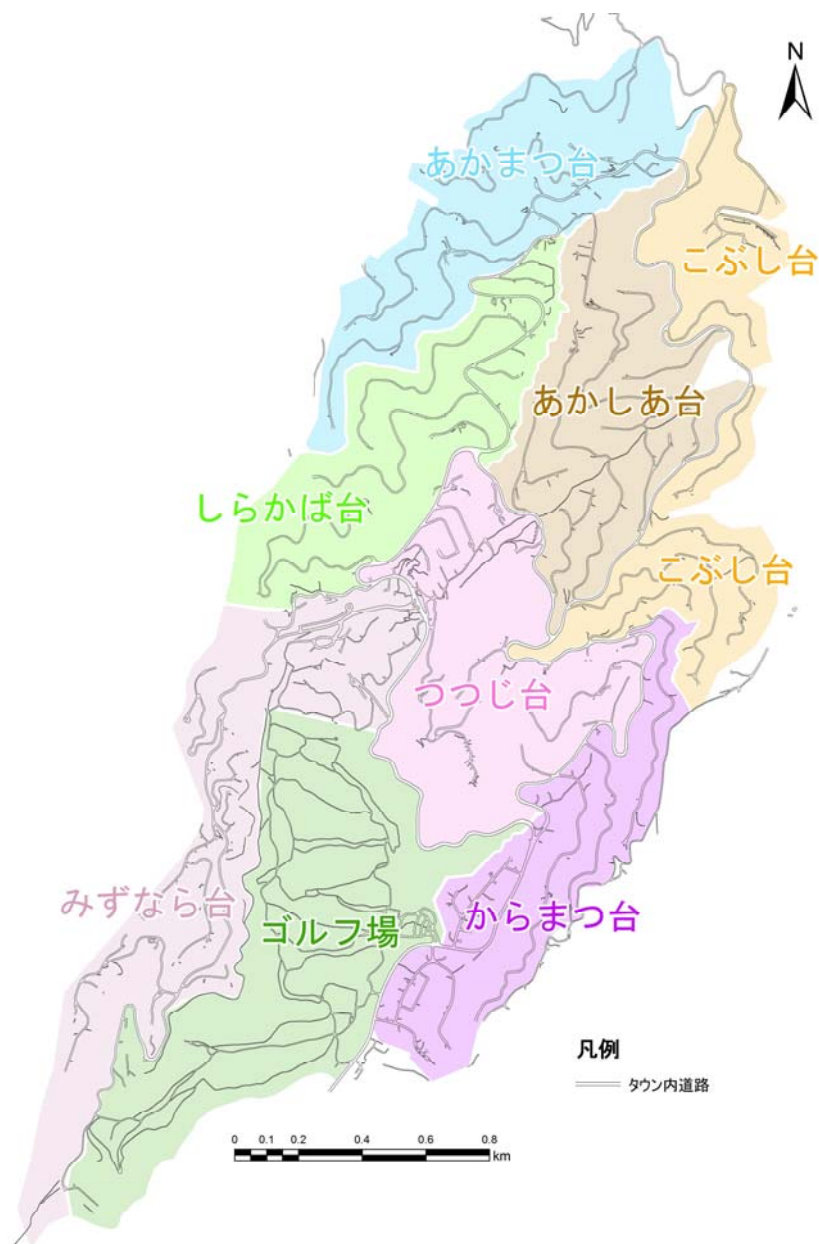 N
あかまつ台
こぶし台
あかしあ台
しらかば台
こぶし台
つつじ台
みずなら台
ゴルフ場
からまつ台
凡例
タウン内道路
0 0.1 0.2 0.4 0.6 0.8
km